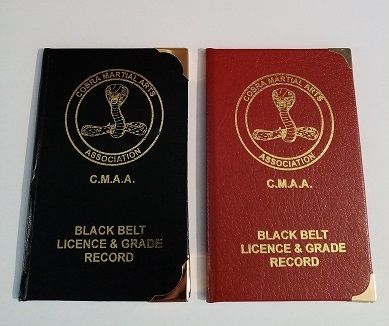 COBRA MARTIAL ARTS
ASSOCIATION
C.M.A.A.
BLACK BELT
LICENCE & GRADE
RECORD
COBRA MARTIAL ARTS
ASSOCIATION
C.M.A.A.
BLACK BELT
LICENCE & GRADE
RECORD